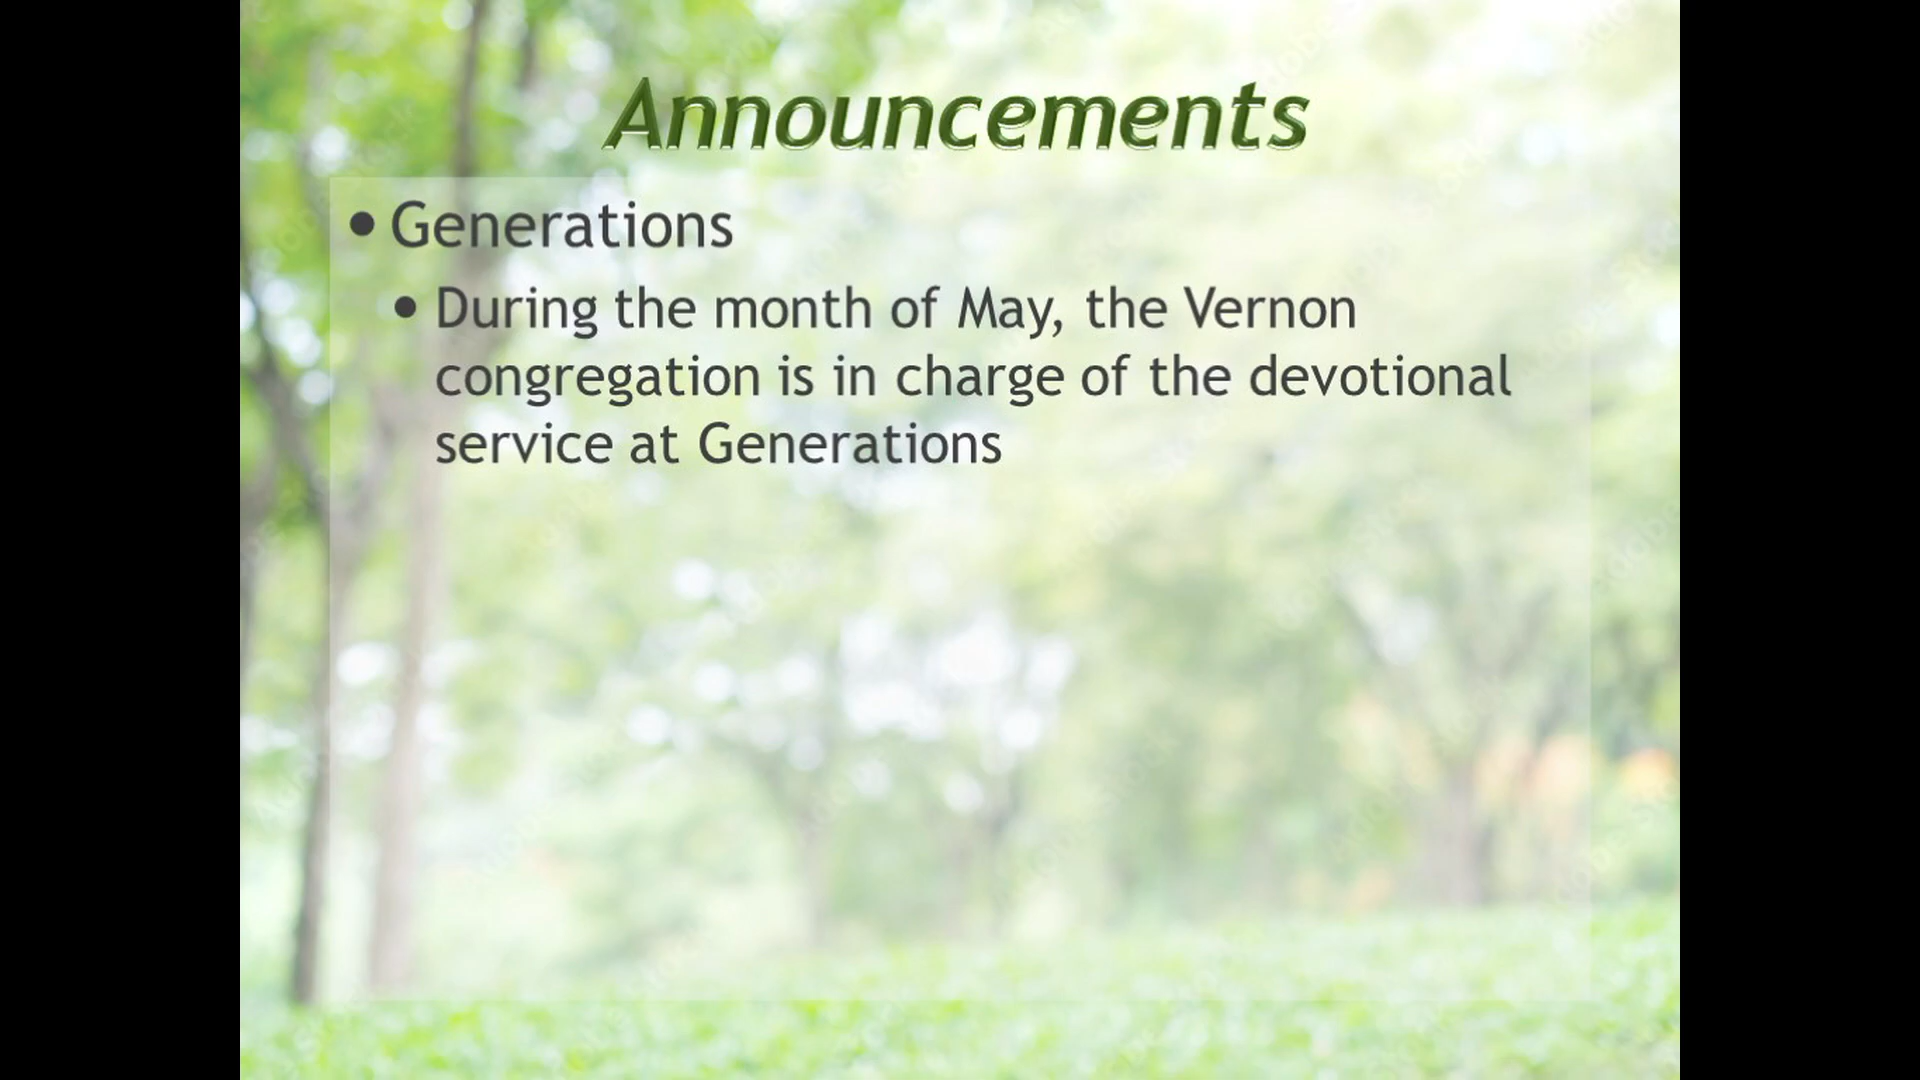 Announcements
• Generations
• During the month of May, the Vernon
congregation is in charge of the devotional
service at Generations